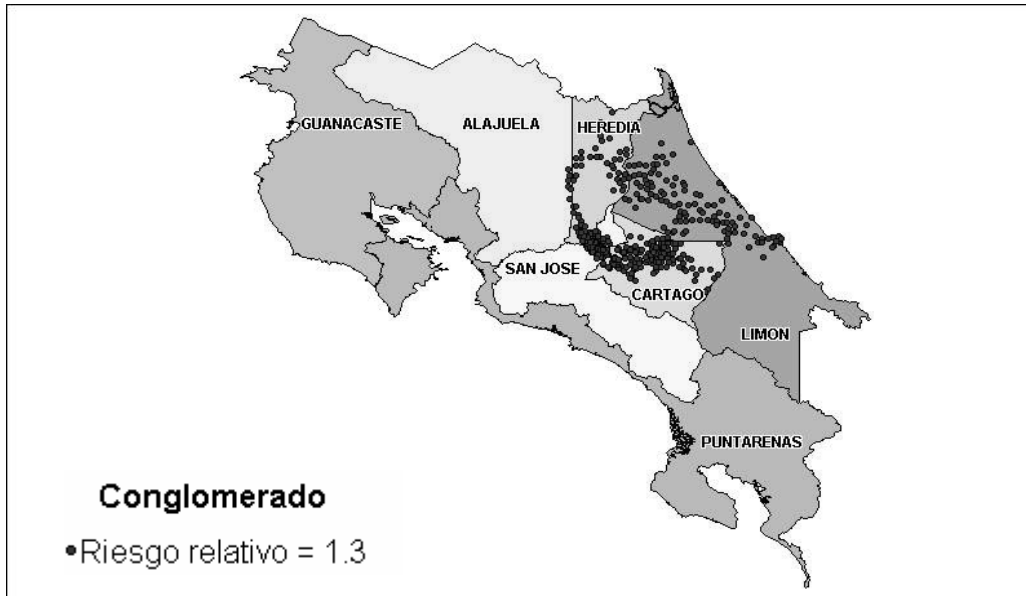 GUANACASTE
ALAJUELA
HEREDIA
SAN JOSE
CARTAGO
LIMON
PUNTARENAS
Conglomerado
•Riesgo relativo = 1.3